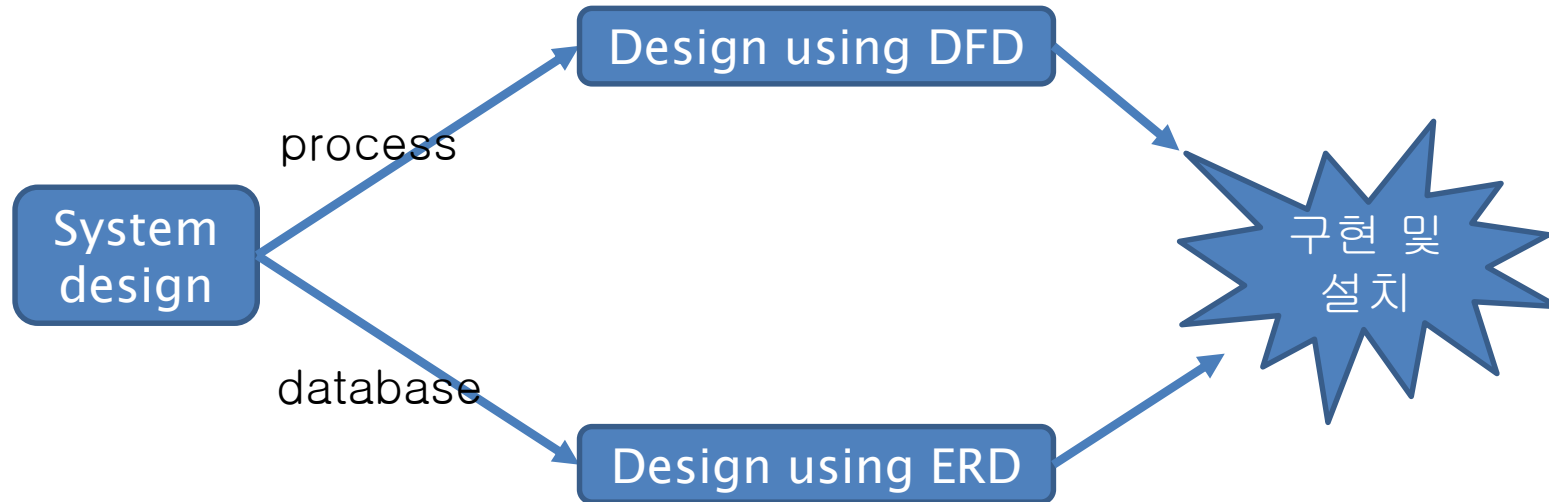 Design using DFD
process
System
design
구현 및
설치
database
Design using ERD